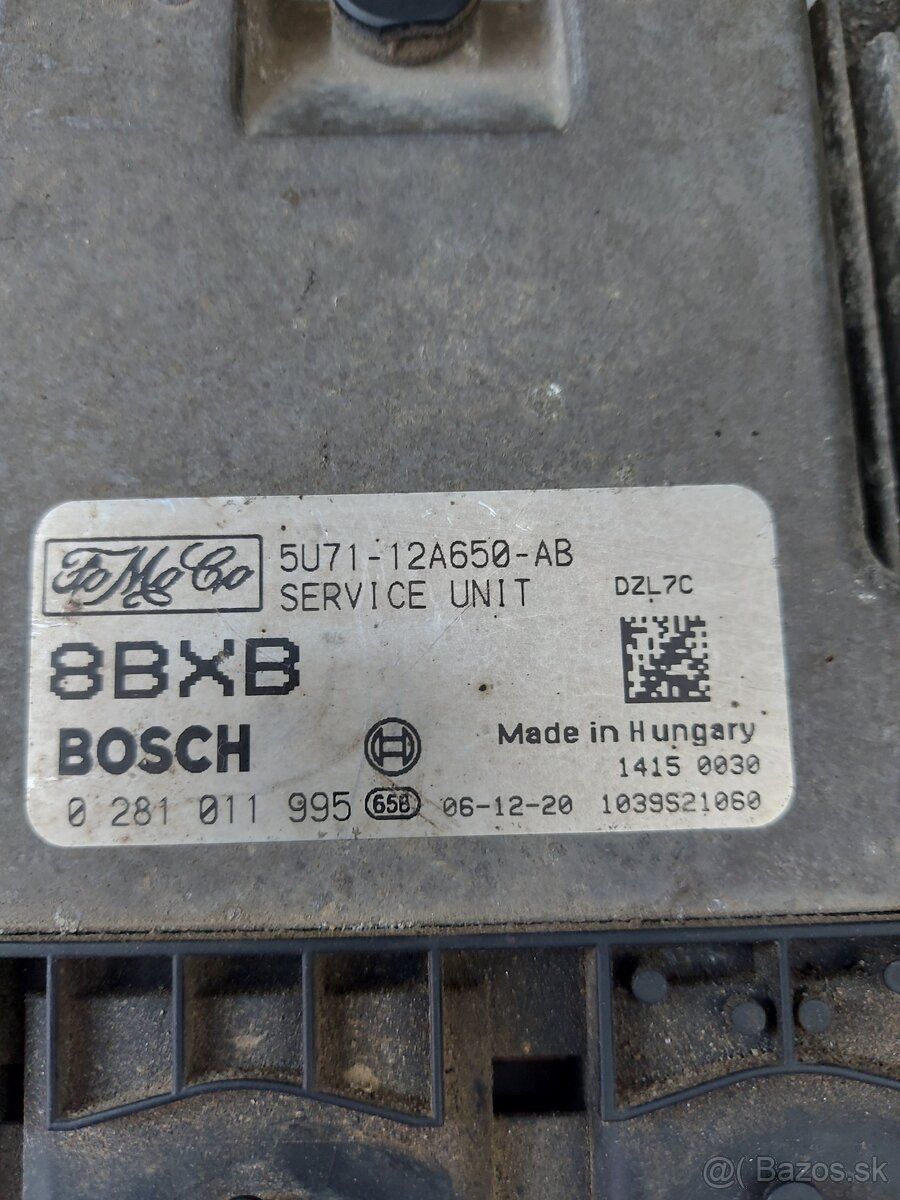 FoMoCo
5U71-12A650-AB
SERVICE UNIT
DZL7C
8BXB
BOSCH
Made in Hungary
1415 0030
0 281 011 995 658 06-12-20 1039S21060
@( Bazos.sk